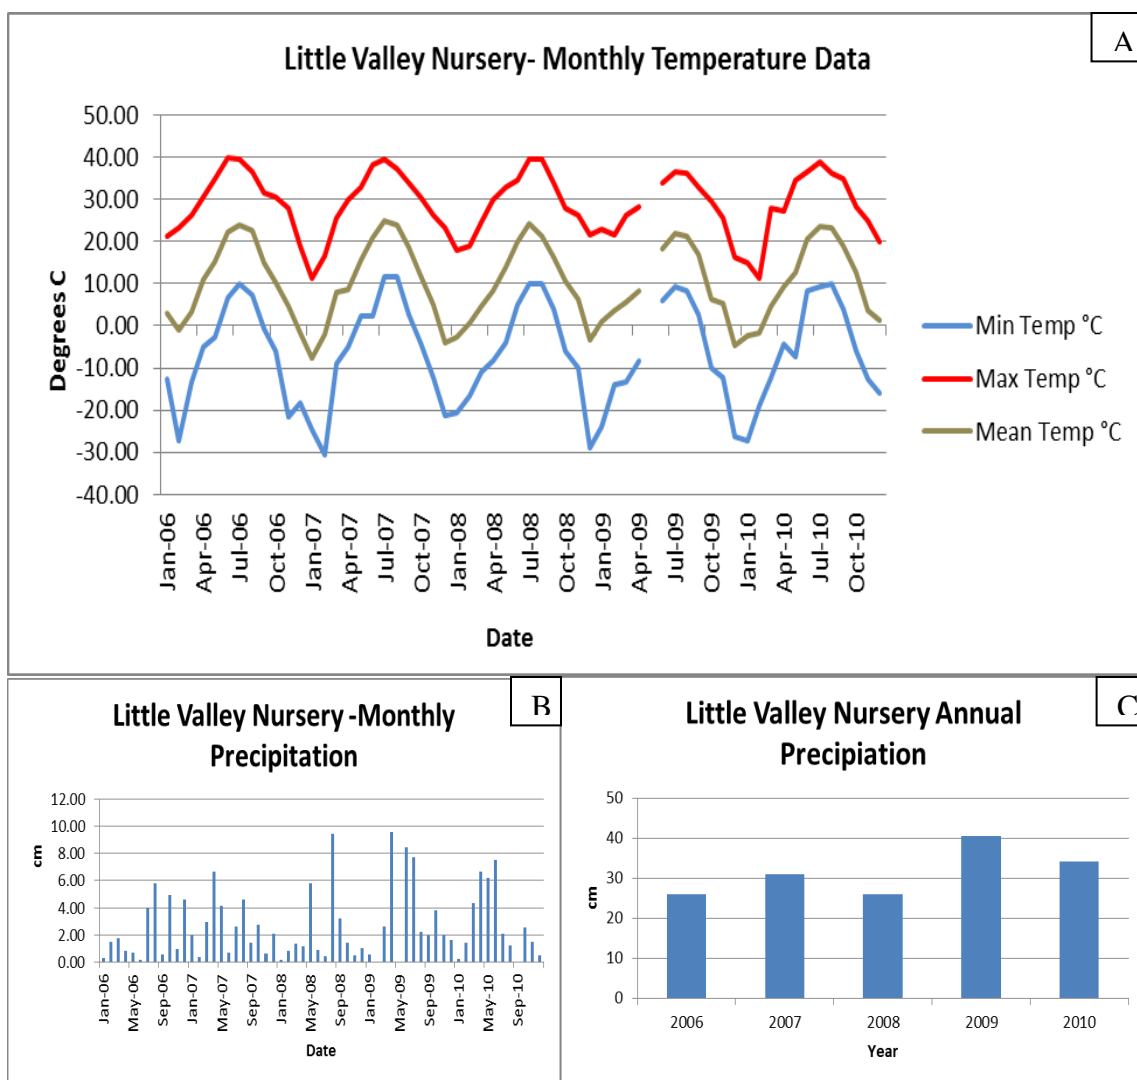 A
Little Valley Nursery- Monthly Temperature Data
50.00
40.00
30.00
20.00
10.00
0.00
-10.00
-20.00
-30.00
-40.00
Degrees C
Jan-06
Apr-06
Jul-06
Oct-06
Jan-07
Apr-07
Jul-07
Oct-07
Jan-08
Apr-08
Jul-08
Oct-08
Jan-09
Apr-09
Jul-09
Oct-09
Jan-10
Apr-10
Jul-10
Oct-10
Date
Min Temp °C
Max Temp °C
Mean Temp °C
B
Little Valley Nursery -Monthly
Precipitation
12.00
10.00
8.00
6.00
4.00
2.00
0.00
cm
Jan-06
May-06
Sep-06
Jan-07
May-07
Sep-07
Jan-08
May-08
Sep-08
Jan-09
May-09
Sep-09
Jan-10
May-10
Sep-10
Date
C
Little Valley Nursery Annual
Precipiation
50
40
30
20
10
0
cm
2006
2007
2008
2009
2010
Year